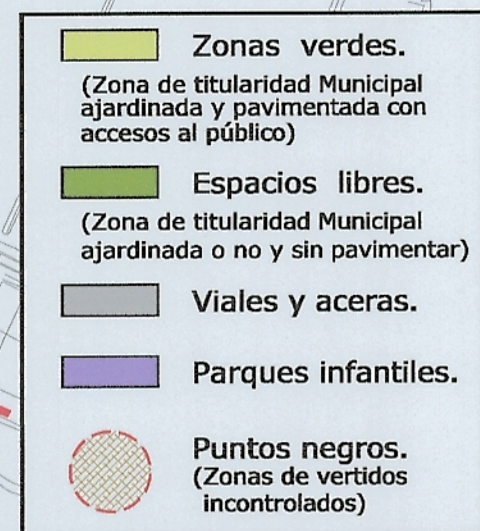 Zonas verdes.
(Zona de titularidad Municipal
ajardinada y pavimentada con
accesos al público)
Espacios libres.
(Zona de titularidad Municipal
ajardinada o no y sin pavimentar)
Viales y aceras.
Parques infantiles.
Puntos negros.
(Zonas de vertidos
incontrolados)